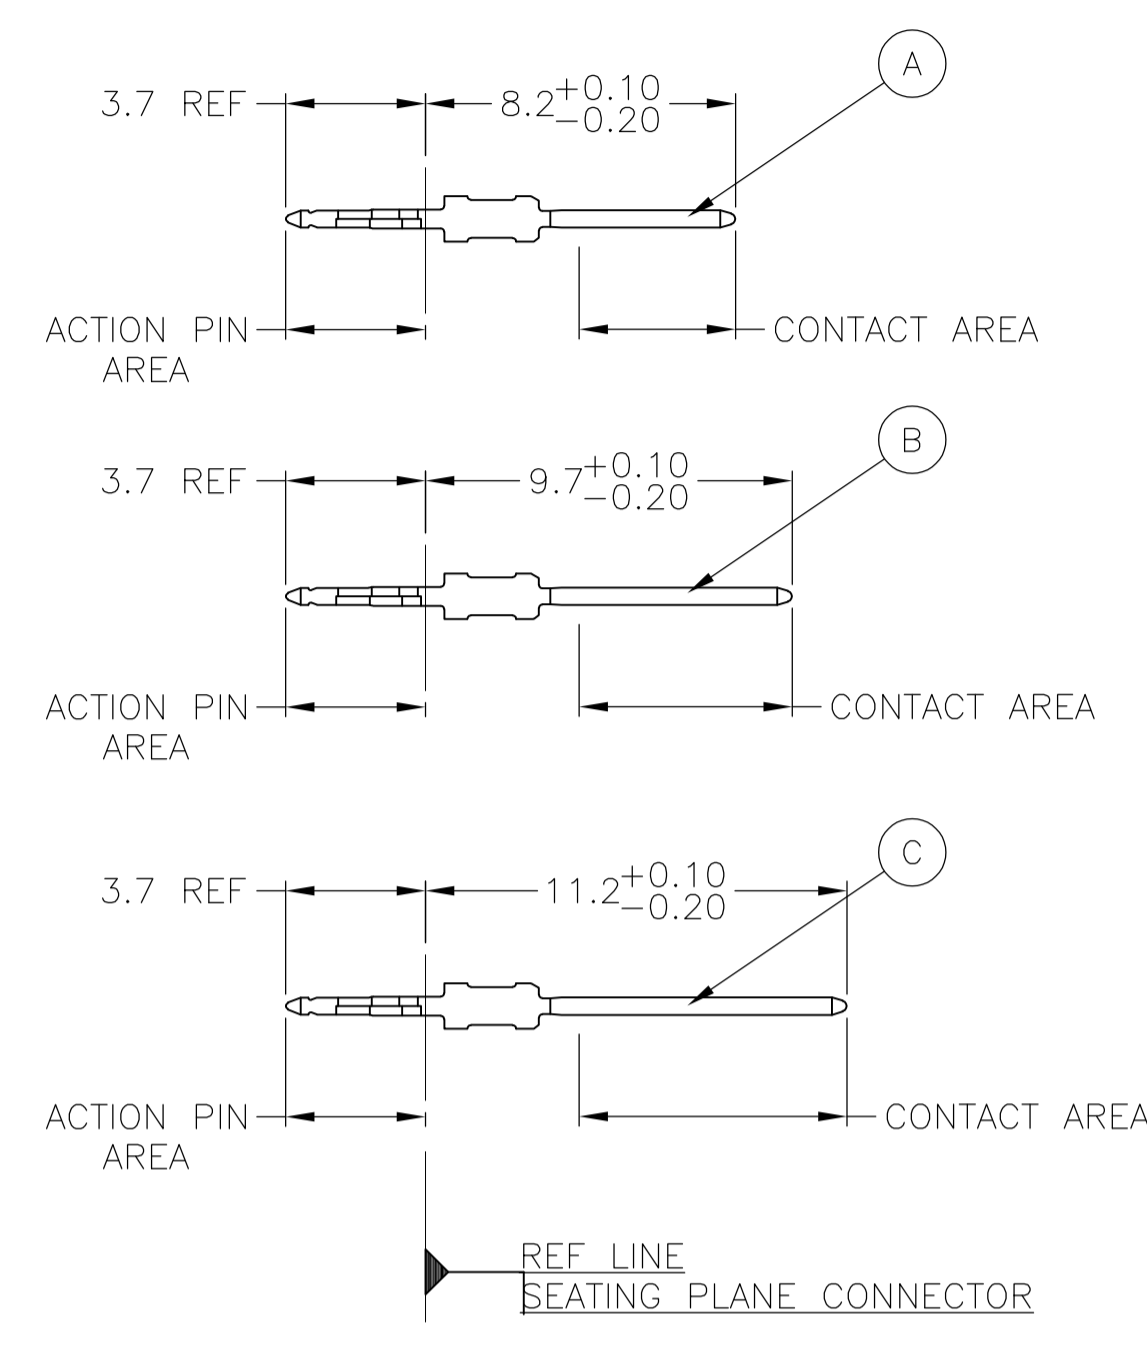 A
3.7 REF
8.2 +0.10
-0.20
ACTION PIN
AREA
CONTACT AREA
B
3.7 REF
9.7 +0.10
-0.20
ACTION PIN
AREA
CONTACT AREA
C
3.7 REF
11.2 +0.10
-0.20
ACTION PIN
AREA
CONTACT AREA
REF LINE
SEATING PLANE CONNECTOR